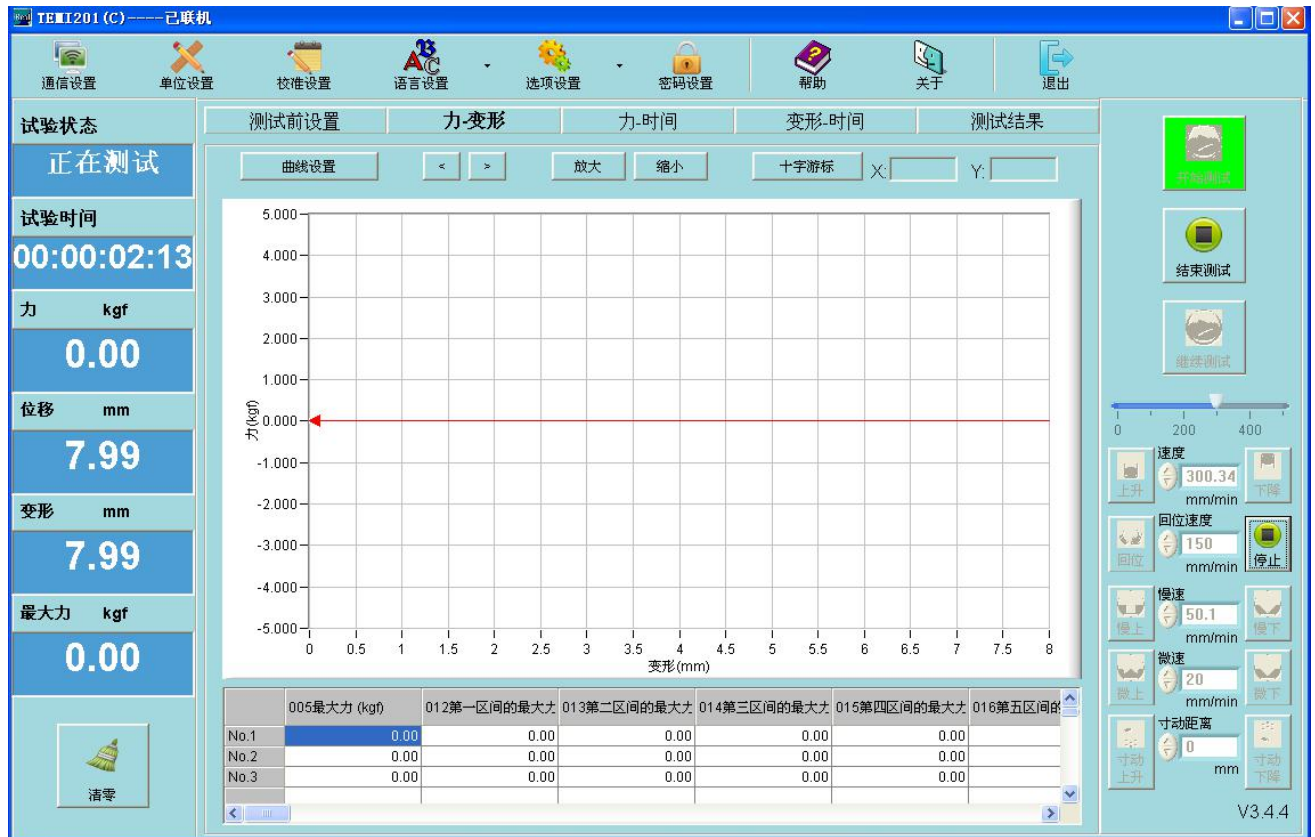 TEMI201(C)----已联机
通信设置 单位设置 校准设置 语言设置 选项设置 密码设置 帮助 关于 退出
试验状态
正在测试
试验时间
00:00:02:13
力 kgf
0.00
位移 mm
7.99
变形 mm
7.99
最大力 kgf
0.00
清零
测试前设置 力-变形 力-时间 变形-时间 测试结果
曲线设置 < > 放大 缩小 十字游标 X: Y:
5.000
4.000
3.000
2.000
1.000
0.000
-1.000
-2.000
-3.000
-4.000
-5.000
力(kgf)
0 0.5 1 1.5 2 2.5 3 3.5 4 4.5 5 5.5 6 6.5 7 7.5 8
变形(mm)
005最大力 (kgf) 012第一区间的最大力 013第二区间的最大力 014第三区间的最大力 015第四区间的最大力 016第五区间的
No.1 0.00 0.00 0.00 0.00 0.00
No.2 0.00 0.00 0.00 0.00 0.00
No.3 0.00 0.00 0.00 0.00 0.00
开始测试
结束测试
继续测试
0 200 400
速度
上升 300.34 下降
mm/min
回位速度
回位 150 停止
mm/min
慢速
慢上 50.1 慢下
mm/min
微速
微上 20 微下
mm/min
寸动距离
寸动上升 0 寸动下降
mm
V3.4.4